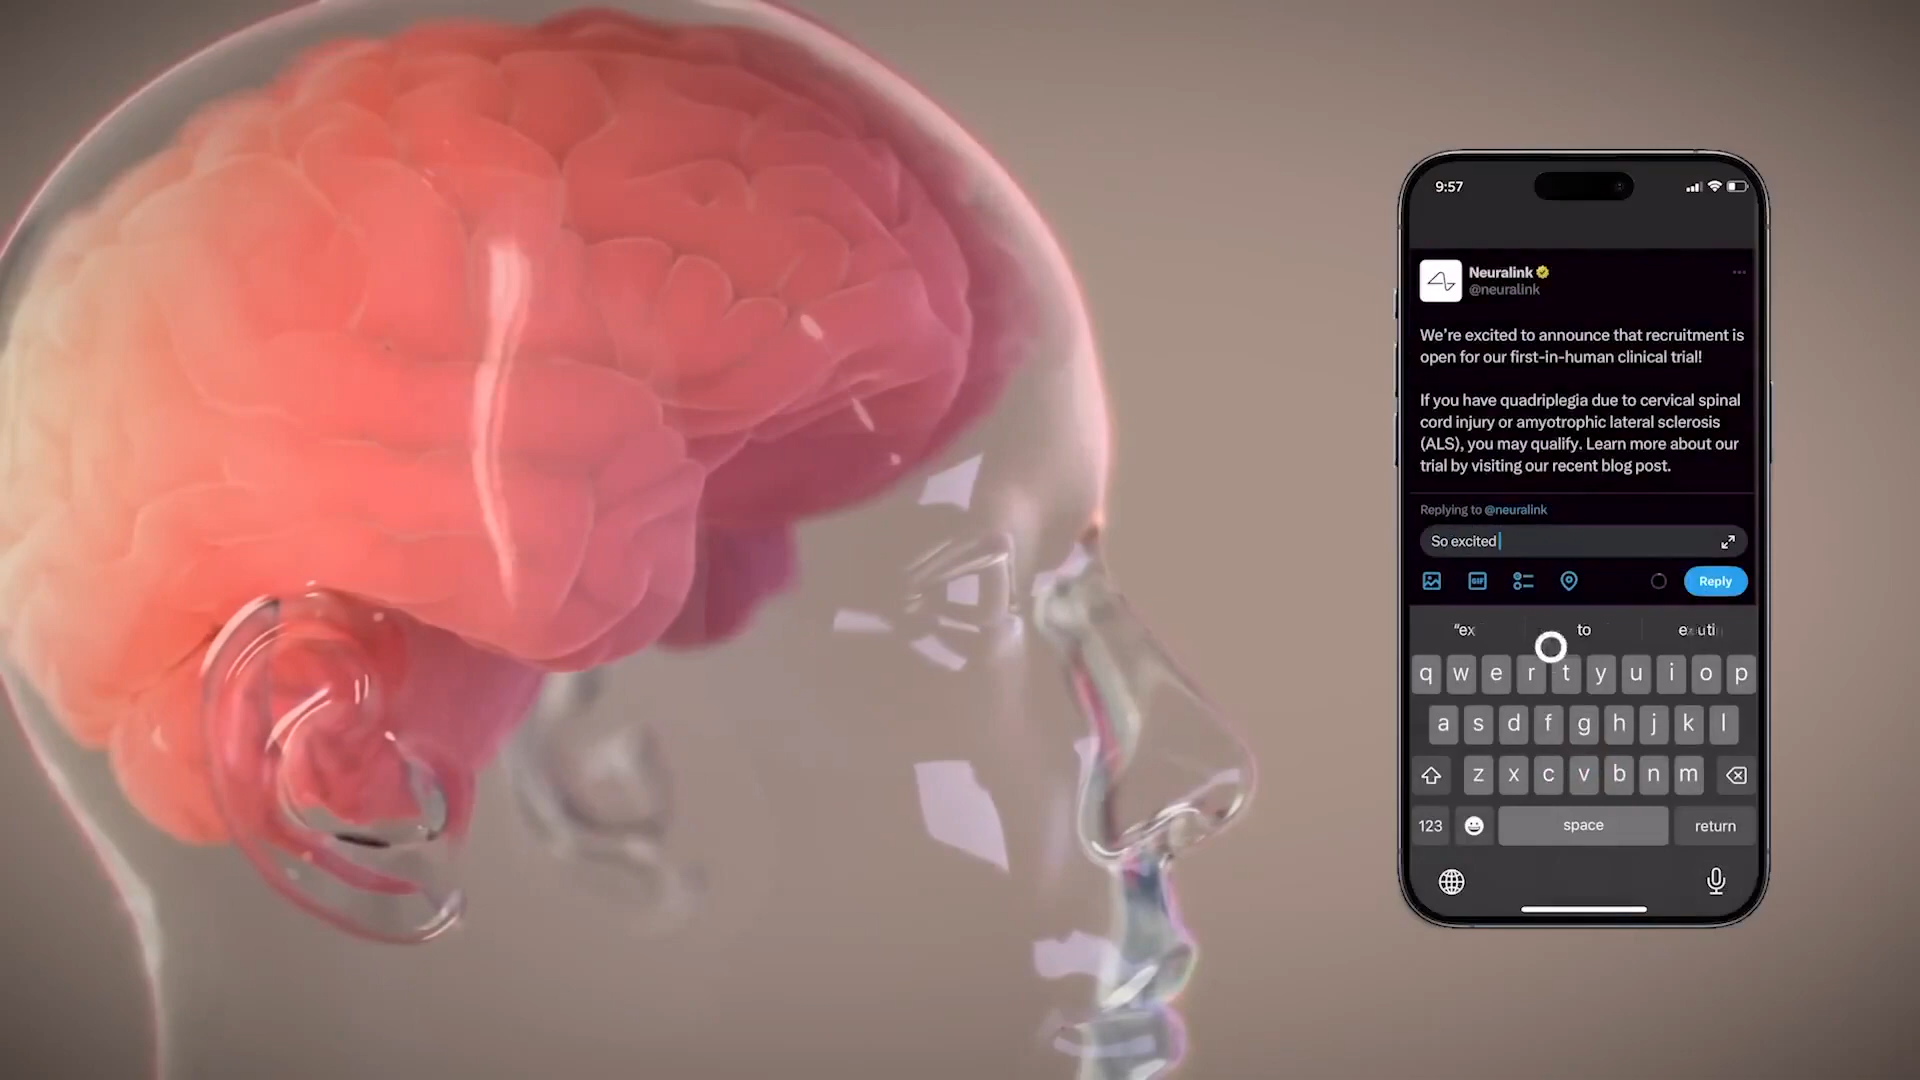 9:57
Neuralink
@neuralink
We're excited to announce that recruitment is
open for our first-in-human clinical trial!
If you have quadriplegia due to cervical spinal
cord injury or amyotrophic lateral sclerosis
(ALS), you may qualify. Learn more about our
trial by visiting our recent blog post.
Replying to @neuralink
So excited
GIF
Reply
"ex to
q w e r t y u i o p
a s d f g h j k l
z x c v b n m
123 space return